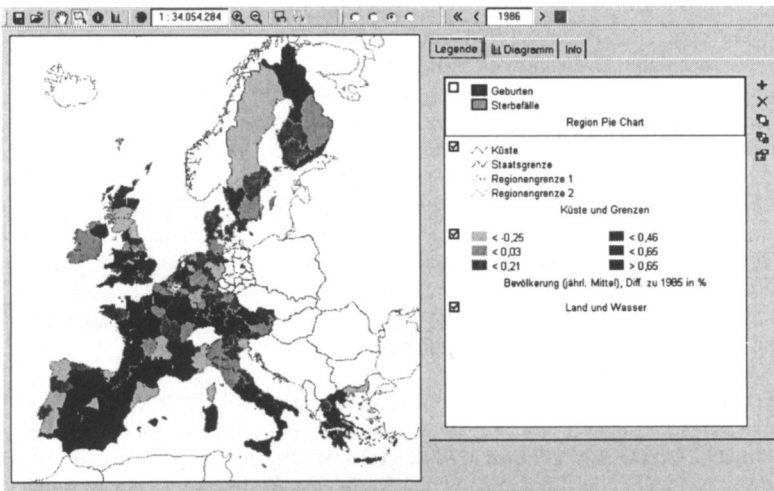 1 : 34.054.284
1986
Legende
Diagramm
Info
Geburten
Sterbefälle
Region Pie Chart
Küste
Staatsgrenze
Regionengrenze 1
Regionengrenze 2
Küste und Grenzen
< -0,25 < 0,46
< 0,03 < 0,65
< 0,21 > 0,65
Bevölkerung (jährl. Mittel), Diff. zu 1985 in %
Land und Wasser